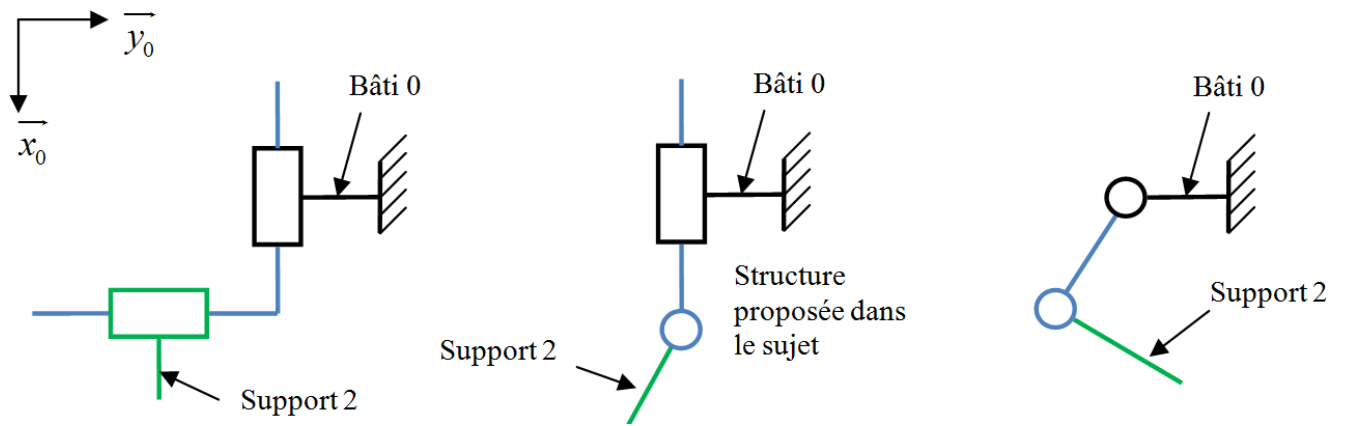 y₀
x₀
Bâti 0
Support 2
Bâti 0
Structure
proposée dans
le sujet
Support 2
Bâti 0
Support 2